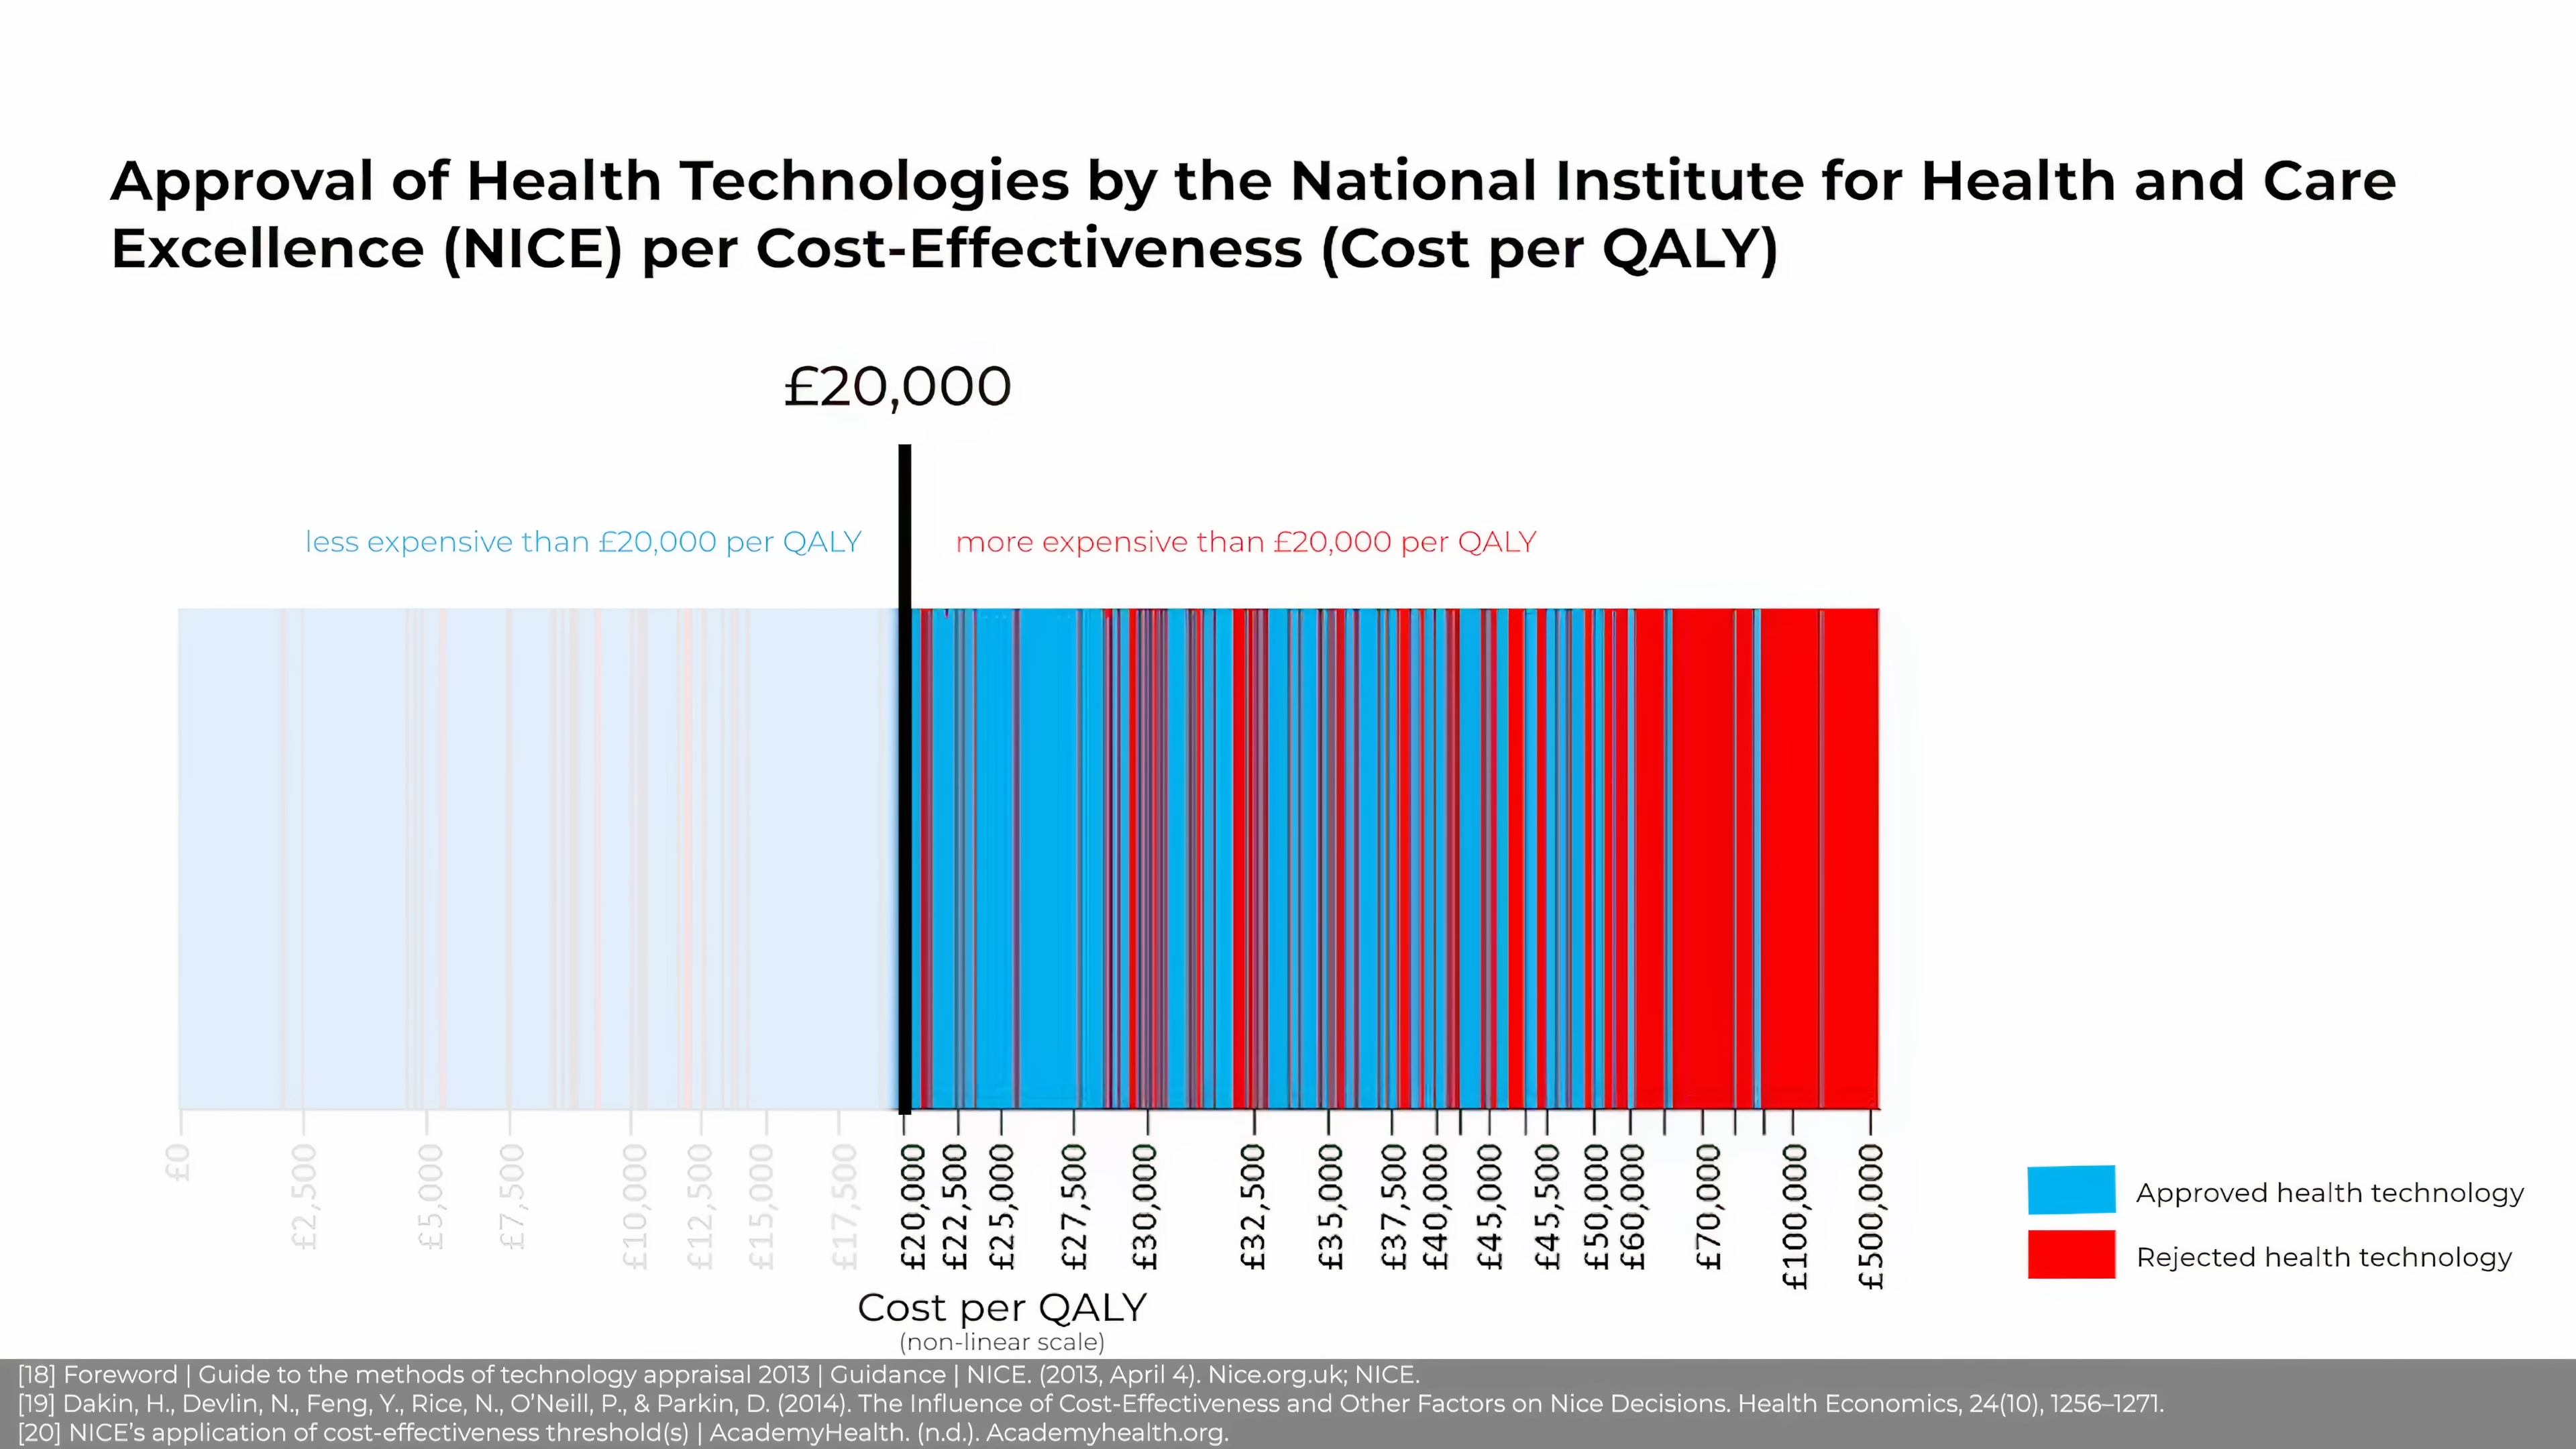 Approval of Health Technologies by the National Institute for Health and Care
Excellence (NICE) per Cost-Effectiveness (Cost per QALY)
£20,000
less expensive than £20,000 per QALY
more expensive than £20,000 per QALY
£0
£2,500
£5,000
£7,500
£10,000
£12,500
£15,000
£17,500
£20,000
£22,500
£25,000
£27,500
£30,000
£32,500
£35,000
£37,500
£40,000
£45,000
£45,500
£50,000
£60,000
£70,000
£100,000
£500,000
Cost per QALY
(non-linear scale)
Approved health technology
Rejected health technology
[18] Foreword | Guide to the methods of technology appraisal 2013 | Guidance | NICE. (2013, April 4). Nice.org.uk; NICE.
[19] Dakin, H., Devlin, N., Feng, Y., Rice, N., O’Neill, P., & Parkin, D. (2014). The Influence of Cost-Effectiveness and Other Factors on Nice Decisions. Health Economics, 24(10), 1256–1271.
[20] NICE’s application of cost-effectiveness threshold(s) | AcademyHealth. (n.d.). Academyhealth.org.